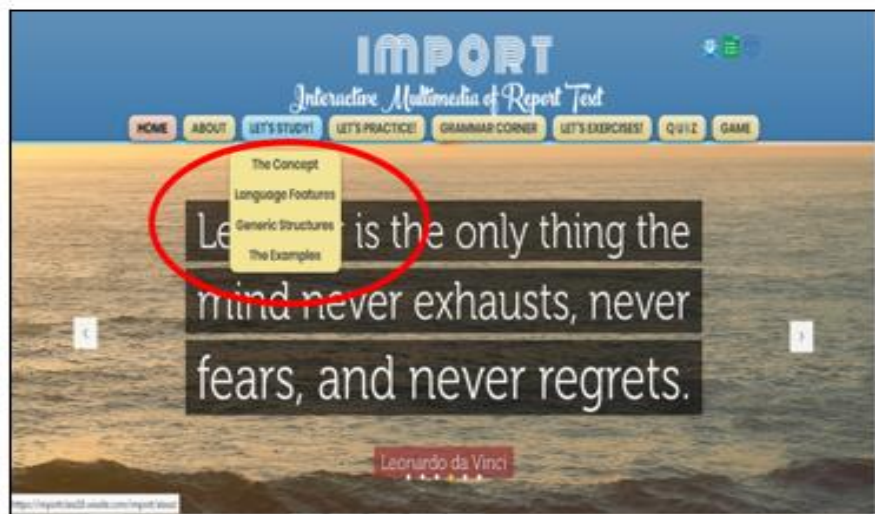 IMPORT
Interactive Multimedia of Report Text
HOME ABOUT LET'S STUDY! LET'S PRACTICE! GRAMMAR CORNER LET'S EXERCISES! QUIZ GAME
The Concept
Language Features
Generic Structures
The Examples
Le is the only thing the
mind never exhausts, never
fears, and never regrets.
Leonardo da Vinci